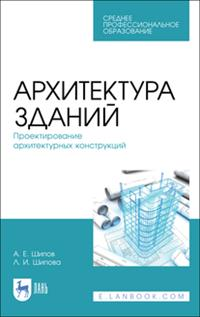 СРЕДНЕЕ
ПРОФЕССИОНАЛЬНОЕ
ОБРАЗОВАНИЕ
АРХИТЕКТУРА
ЗДАНИЙ
Проектирование
архитектурных конструкций
А. Е. Шипов
Л. И. Шипова
ЛАНЬ
E.LANBOOK.COM